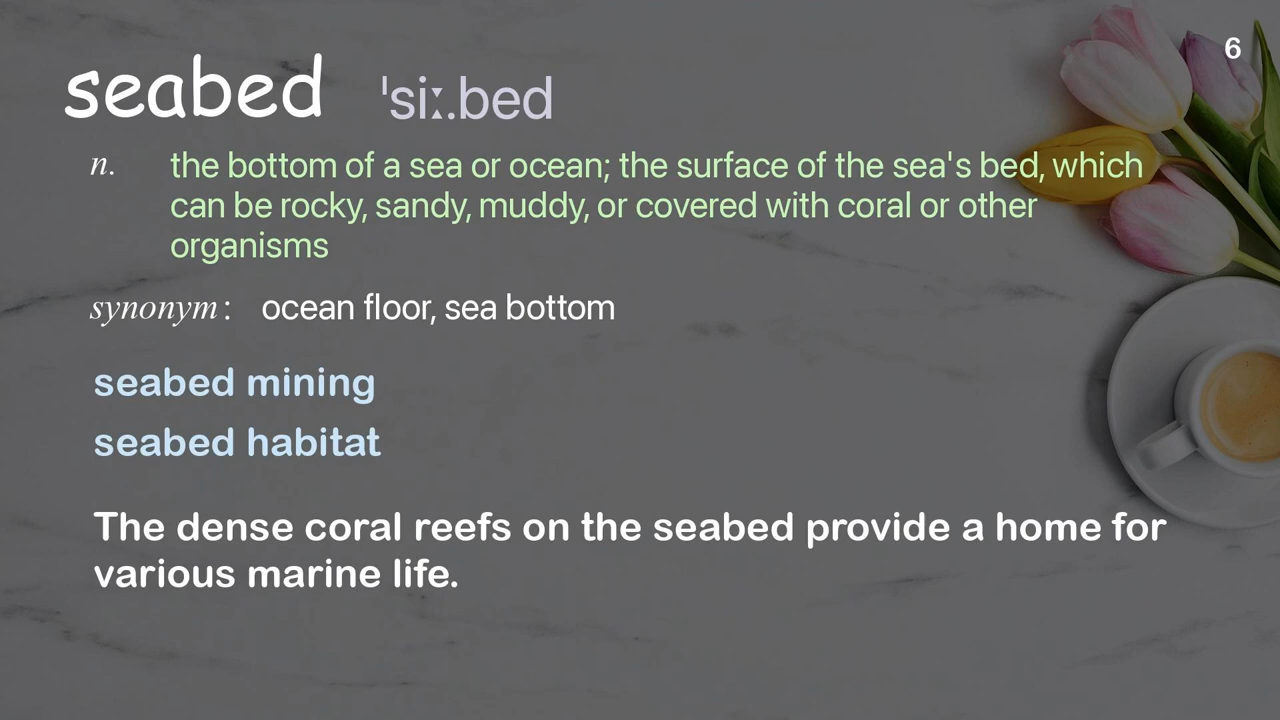 6
seabed ˈsiː.bed
n. the bottom of a sea or ocean; the surface of the sea's bed, which
can be rocky, sandy, muddy, or covered with coral or other
organisms
synonym: ocean floor, sea bottom
seabed mining
seabed habitat
The dense coral reefs on the seabed provide a home for
various marine life.